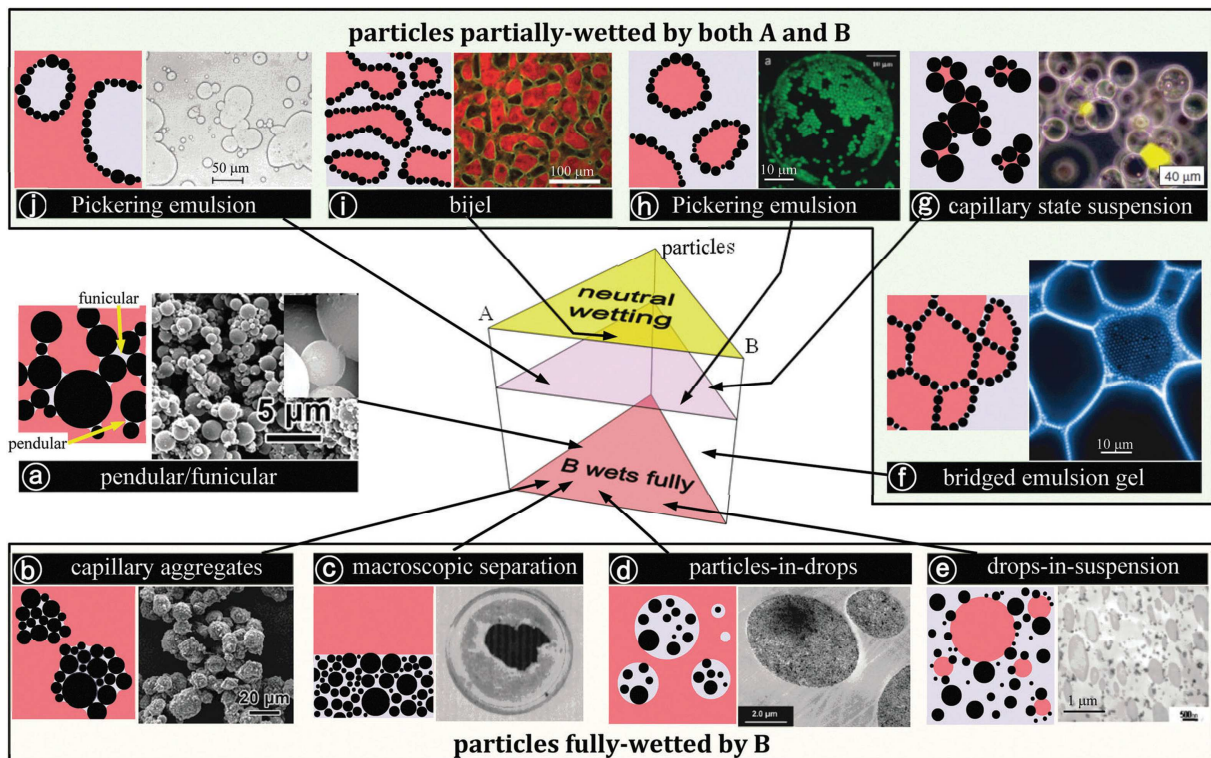 particles partially-wetted by both A and B
a
50 μm
100 μm
10 μm
40 μm
j Pickering emulsion
i bijel
h Pickering emulsion
g capillary state suspension
particles
A
neutral
wetting
B
funicular
pendular
5 μm
a pendular/funicular
10 μm
f bridged emulsion gel
B wets fully
b capillary aggregates
c macroscopic separation
d particles-in-drops
e drops-in-suspension
20 μm
2.0 μm
1 μm
particles fully-wetted by B